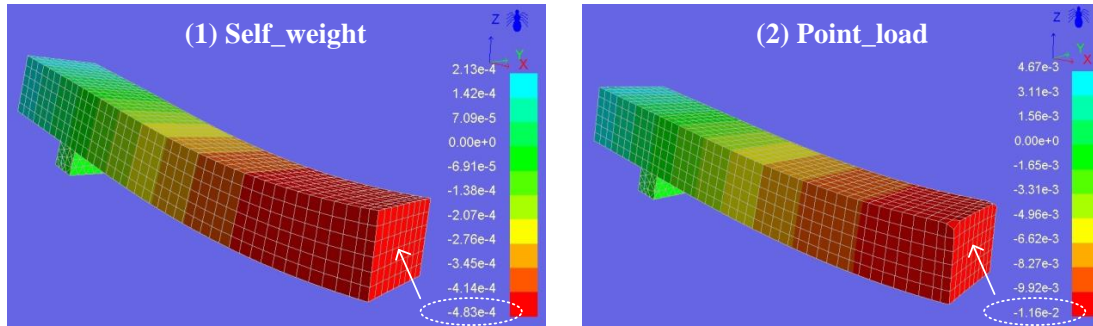 (1) Self_weight
Z
Y
X
2.13e-4
1.42e-4
7.09e-5
0.00e+0
-6.91e-5
-1.38e-4
-2.07e-4
-2.76e-4
-3.45e-4
-4.14e-4
-4.83e-4
(2) Point_load
Z
Y
X
4.67e-3
3.11e-3
1.56e-3
0.00e+0
-1.65e-3
-3.31e-3
-4.96e-3
-6.62e-3
-8.27e-3
-9.92e-3
-1.16e-2